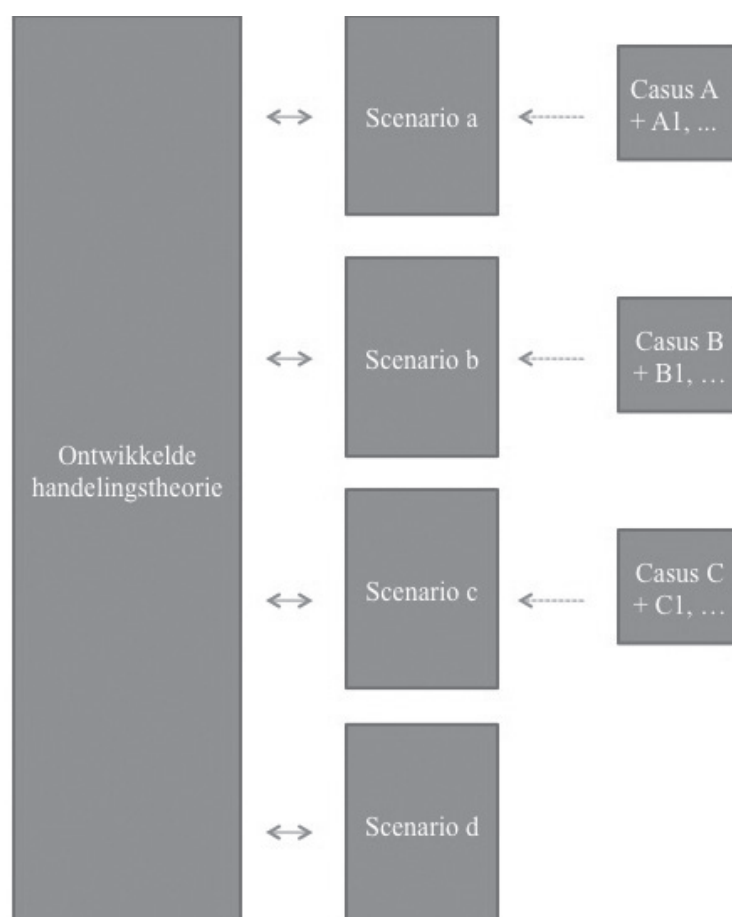 Ontwikkelde
handelingstheorie
Scenario a
Casus A
+ A1, ...
Scenario b
Casus B
+ B1, …
Scenario c
Casus C
+ C1, …
Scenario d